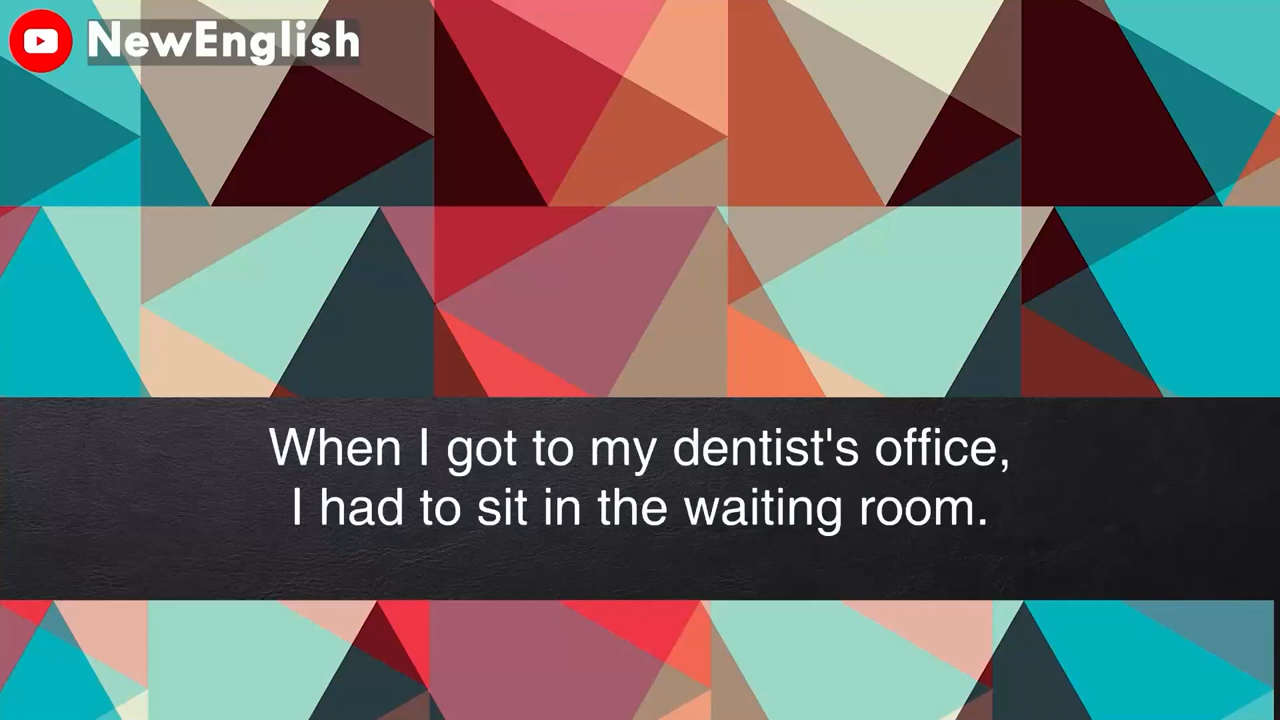 NewEnglish
When I got to my dentist's office,
I had to sit in the waiting room.